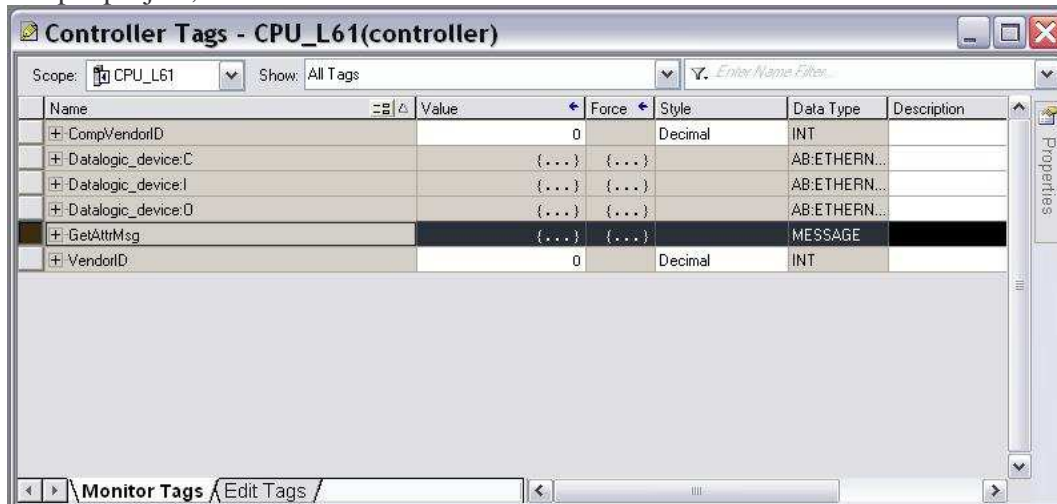 Controller Tags - CPU_L61(controller)
Scope: CPU_L61 Show: All Tags Enter Name Filter...
Name Value Force Style Data Type Description
CompVendorID 0 Decimal INT
Datalogic_device:C {...} {...} AB:ETHERN...
Datalogic_device:I {...} {...} AB:ETHERN...
Datalogic_device:O {...} {...} AB:ETHERN...
GetAttrMsg {...} {...} MESSAGE
VendorID 0 Decimal INT
Properties
Monitor Tags Edit Tags